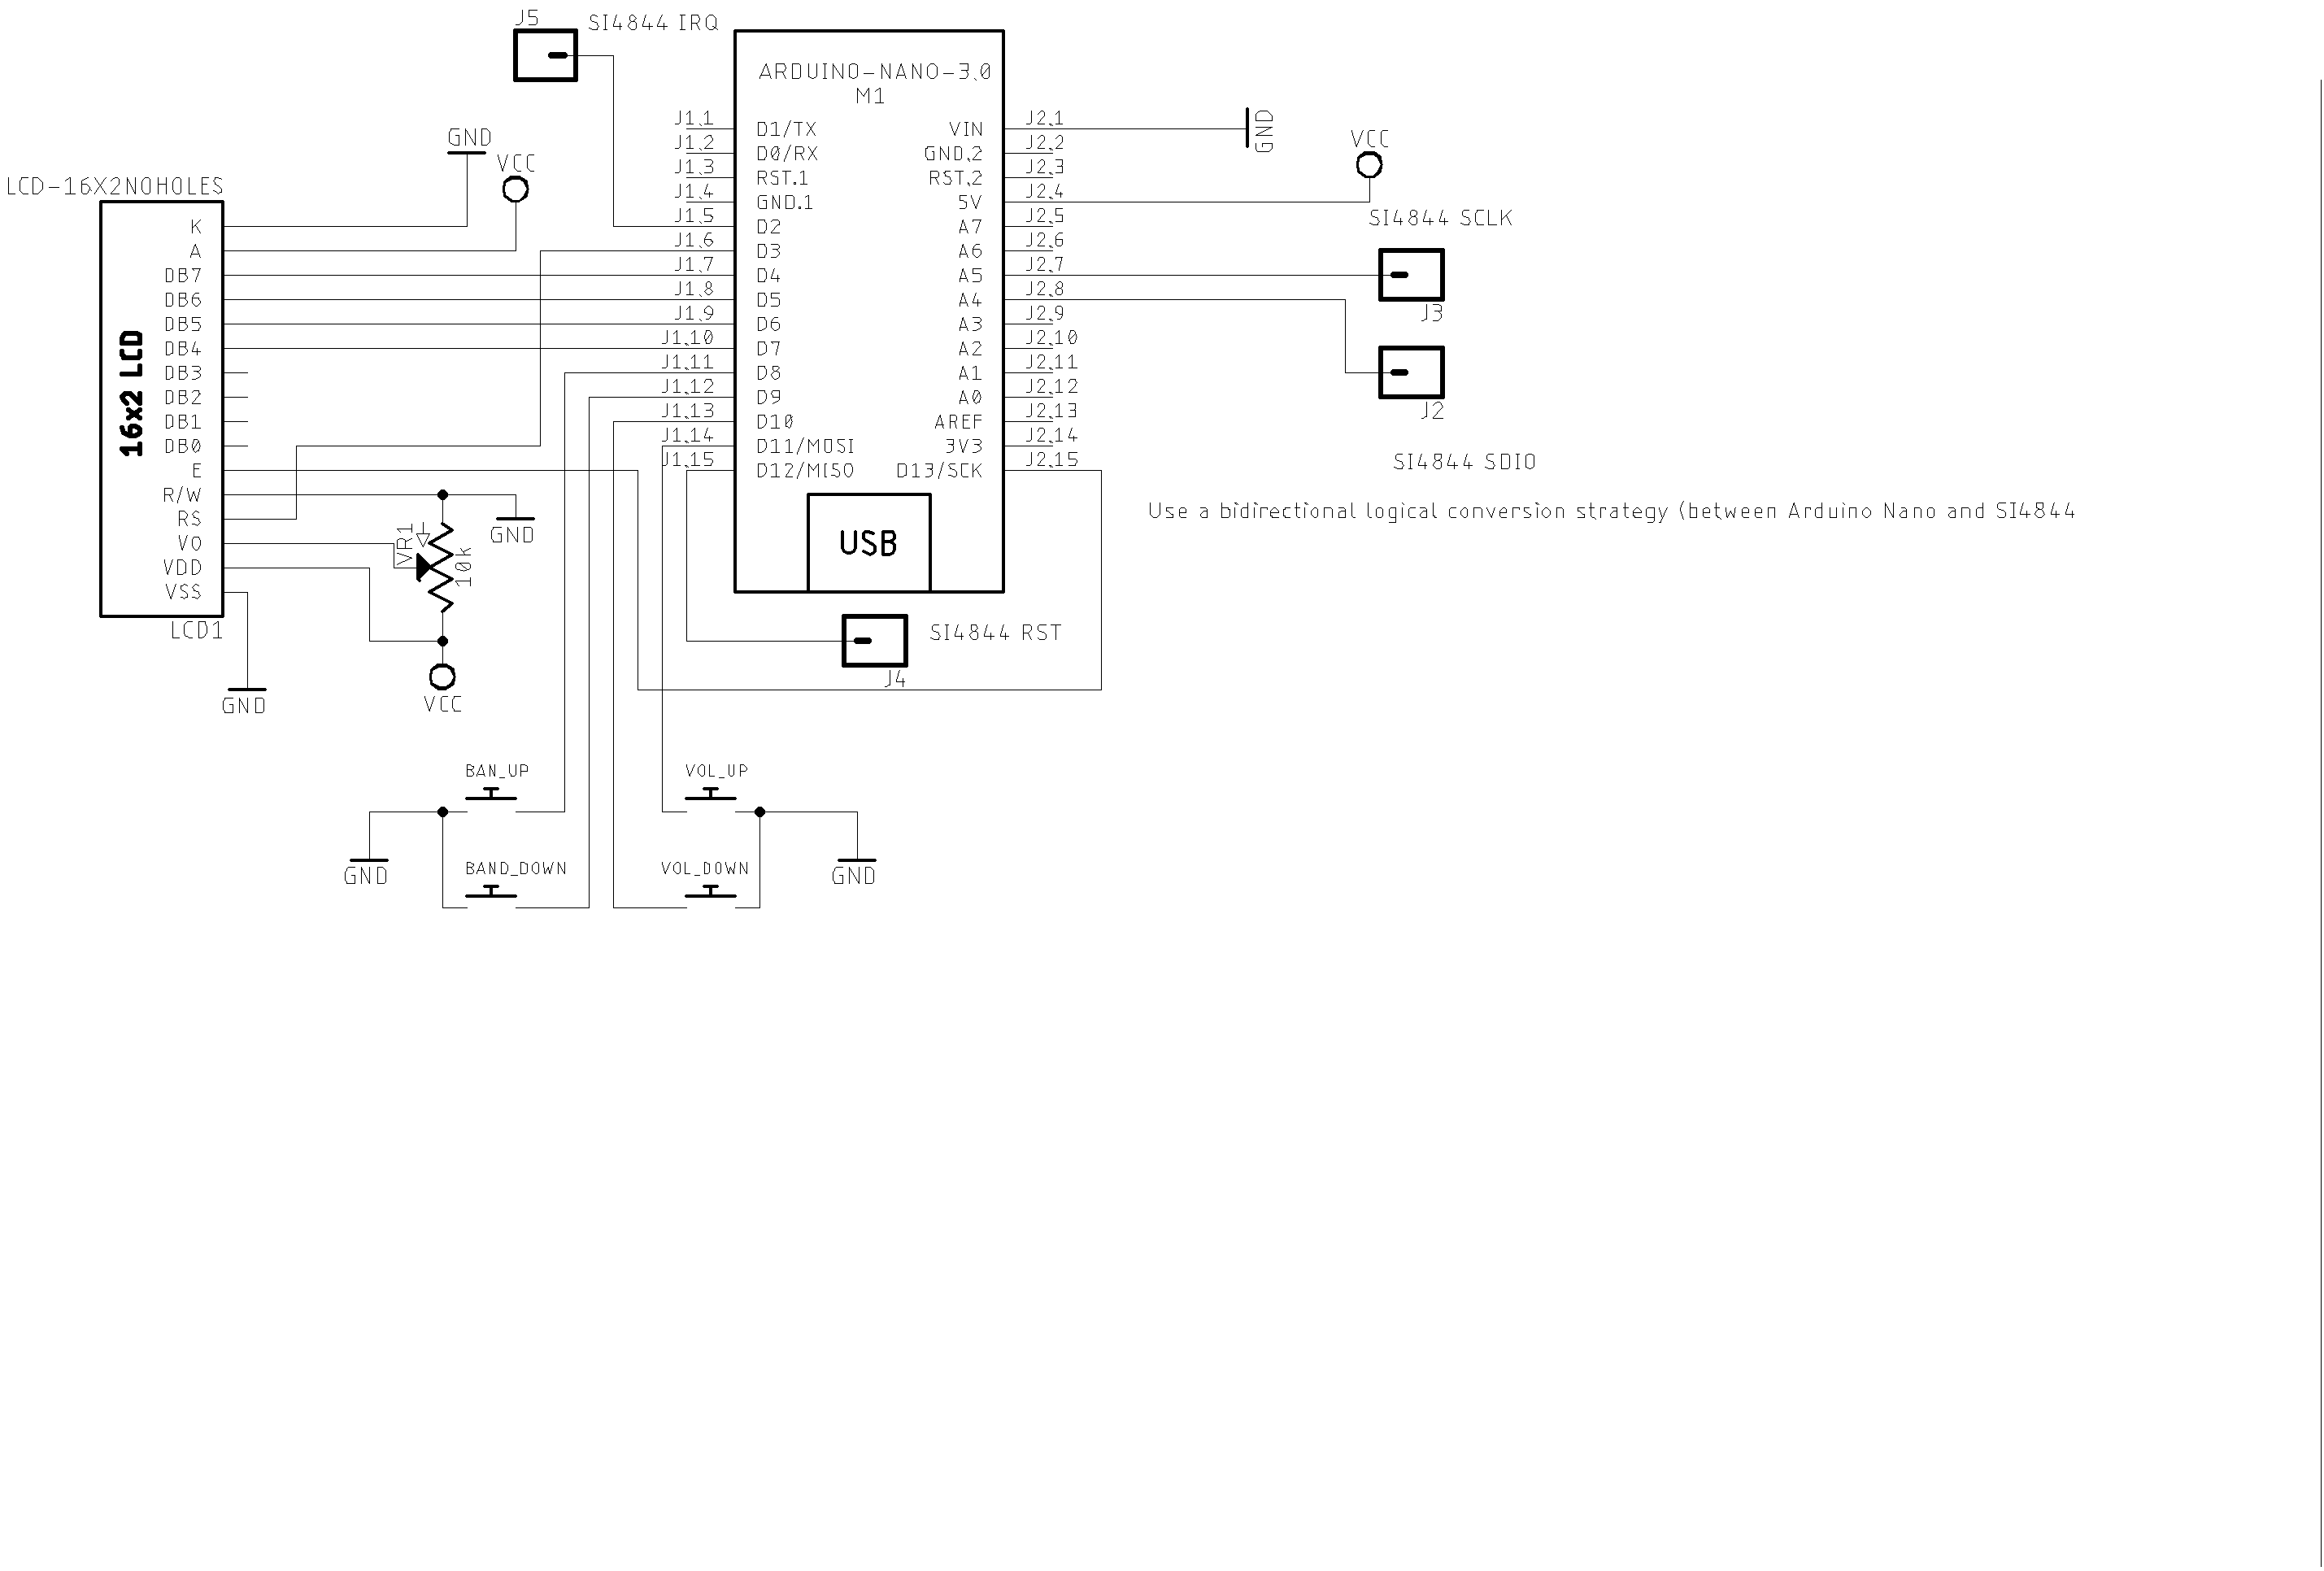 J5
SI4844 IRQ
ARDUINO-NANO-3.0
M1
J1.1
J1.2
J1.3
J1.4
J1.5
J1.6
J1.7
J1.8
J1.9
J1.10
J1.11
J1.12
J1.13
J1.14
J1.15
D1/TX
D0/RX
RST.1
GND.1
D2
D3
D4
D5
D6
D7
D8
D9
D10
D11/MOSI
D12/MISO
VIN
GND.2
RST.2
5V
A7
A6
A5
A4
A3
A2
A1
A0
AREF
3V3
D13/SCK
J2.1
J2.2
J2.3
J2.4
J2.5
J2.6
J2.7
J2.8
J2.9
J2.10
J2.11
J2.12
J2.13
J2.14
J2.15
USB
GND
VCC
SI4844 SCLK
J3
J2
SI4844 SDIO
Use a bidirectional logical conversion strategy (between Arduino Nano and SI4844
GND
VCC
LCD-16X2NOHOLES
16x2 LCD
K
A
DB7
DB6
DB5
DB4
DB3
DB2
DB1
DB0
E
R/W
RS
VO
VDD
VSS
LCD1
GND
VR1
10k
GND
VCC
SI4844 RST
J4
BAN_UP
VOL_UP
GND
BAND_DOWN
VOL_DOWN
GND